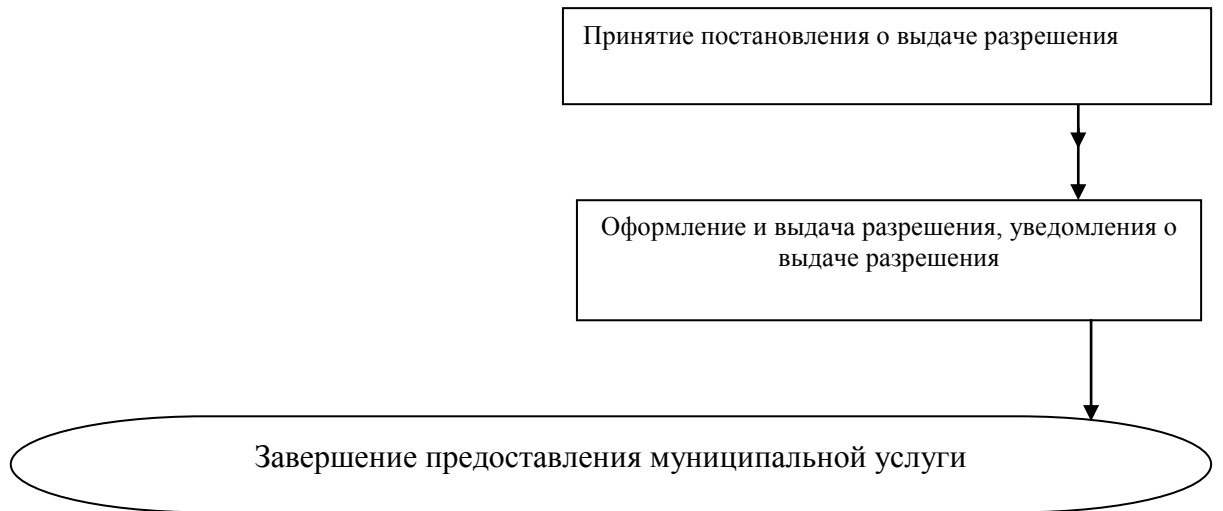 Принятие постановления о выдаче разрешения
Оформление и выдача разрешения, уведомления о
выдаче разрешения
Завершение предоставления муниципальной услуги